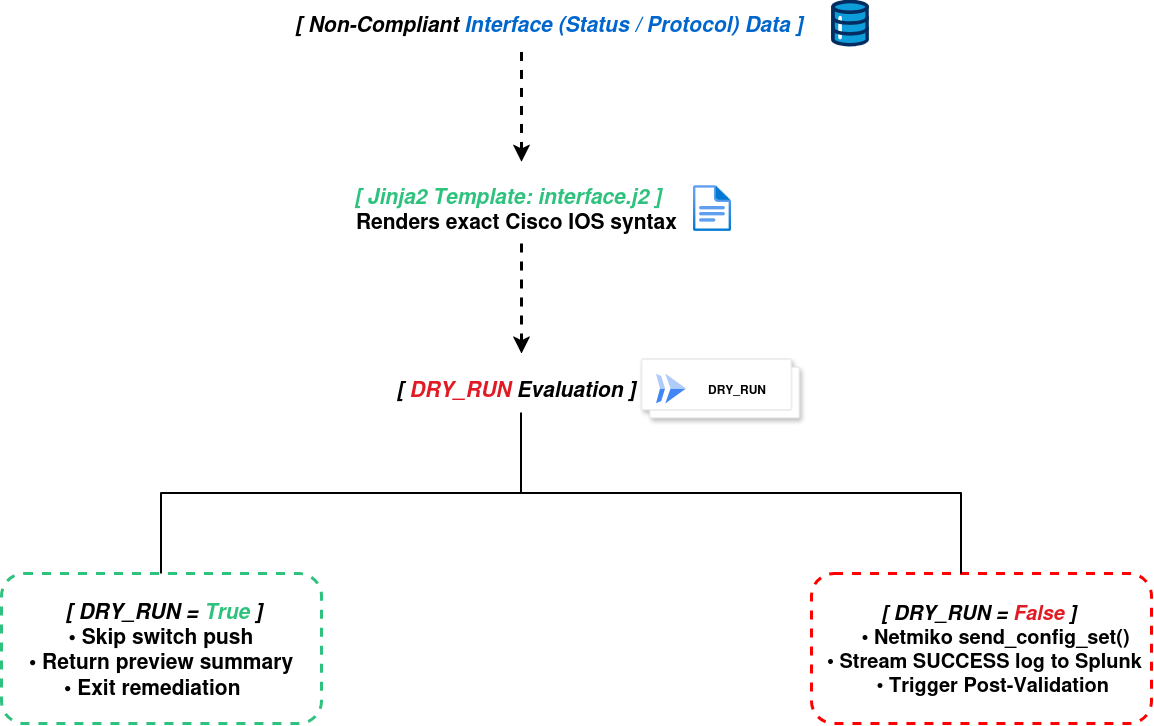 [ Non-Compliant Interface (Status / Protocol) Data ]
[ Jinja2 Template: interface.j2 ]
Renders exact Cisco IOS syntax
[ DRY_RUN Evaluation ]
DRY_RUN
[ DRY_RUN = True ]
• Skip switch push
• Return preview summary
• Exit remediation
[ DRY_RUN = False ]
• Netmiko send_config_set()
• Stream SUCCESS log to Splunk
• Trigger Post-Validation